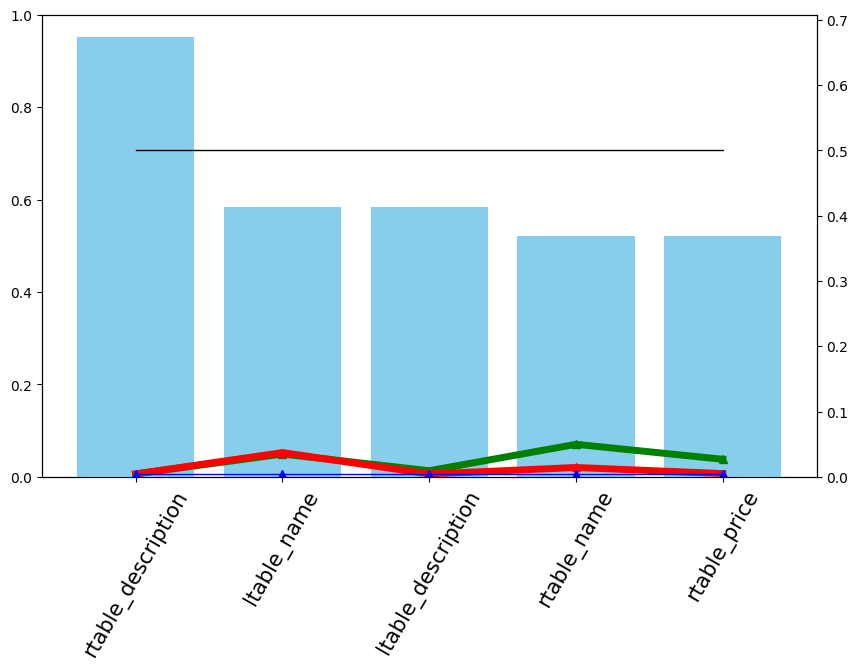 1.0
0.8
0.6
0.4
0.2
0.0
0.7
0.6
0.5
0.4
0.3
0.2
0.1
0.0
rtable_description
ltable_name
ltable_description
rtable_name
rtable_price